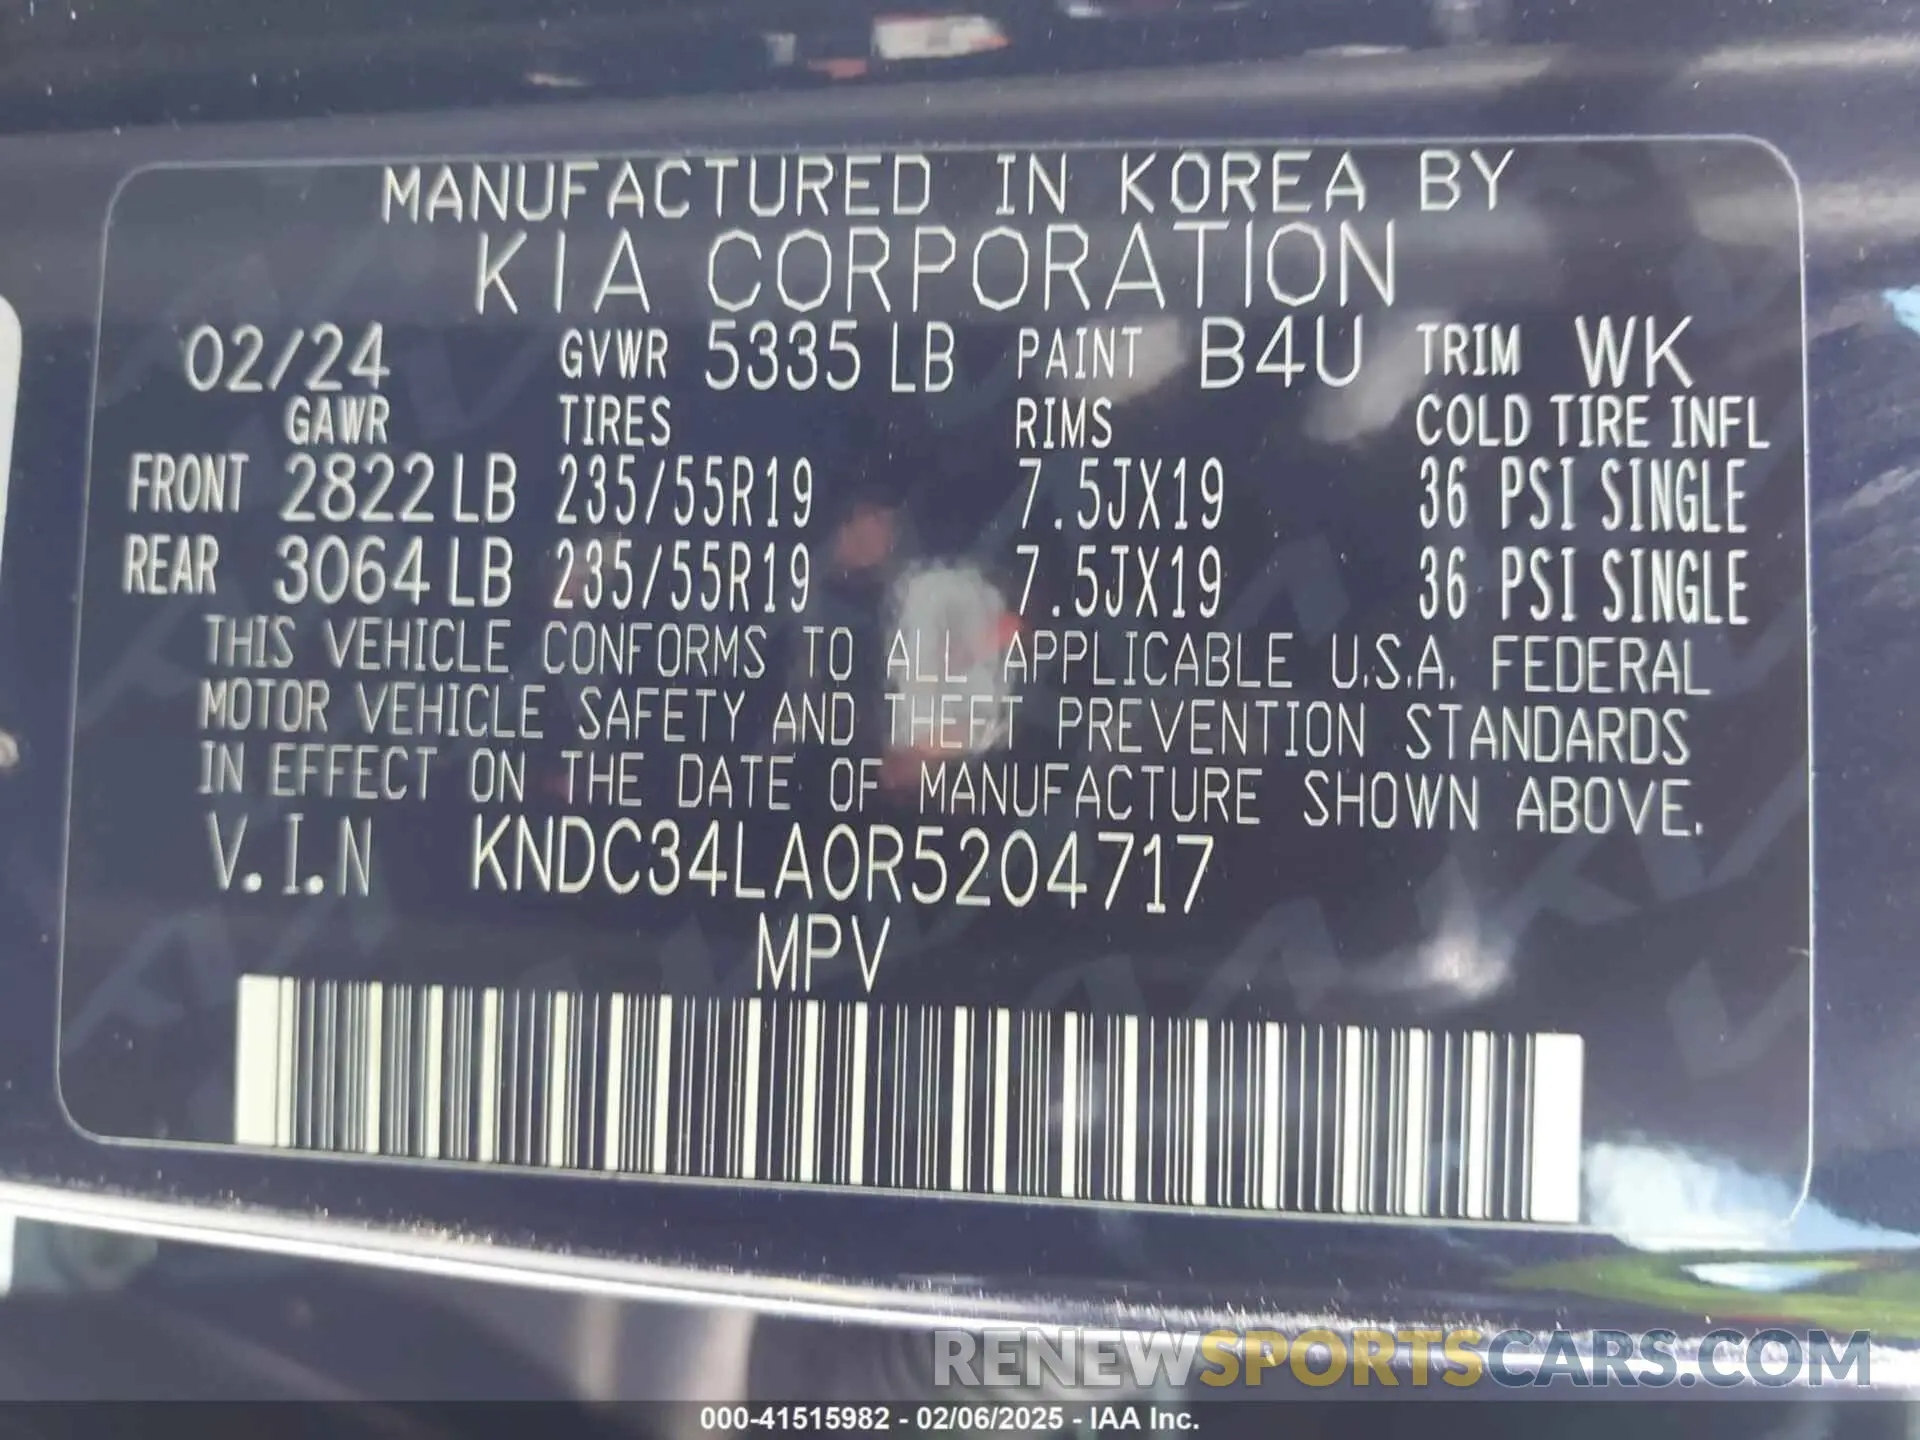 MANUFACTURED IN KOREA BY
KIA CORPORATION
02/24 GVWR 5335 LB PAINT B4U TRIM WK
GAWR TIRES RIMS COLD TIRE INFL
FRONT 2822 LB 235/55R19 7.5JX19 36 PSI SINGLE
REAR 3064 LB 235/55R19 7.5JX19 36 PSI SINGLE
THIS VEHICLE CONFORMS TO ALL APPLICABLE U.S.A. FEDERAL
MOTOR VEHICLE SAFETY AND THEFT PREVENTION STANDARDS
IN EFFECT ON THE DATE OF MANUFACTURE SHOWN ABOVE.
V.I.N KNDC34LA0R5204717
MPV
RENEWSPORTSCARS.COM
000-41515982 - 02/06/2025 - IAA Inc.